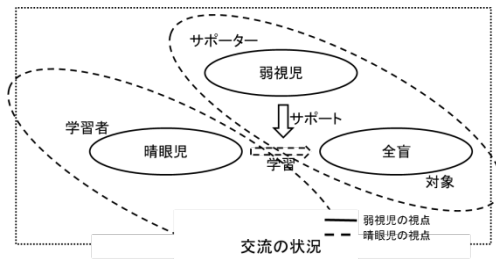 サポーター
弱視児
サポート
学習者
晴眼児
学習
全盲
対象
弱視児の視点
晴眼児の視点
交流の状況